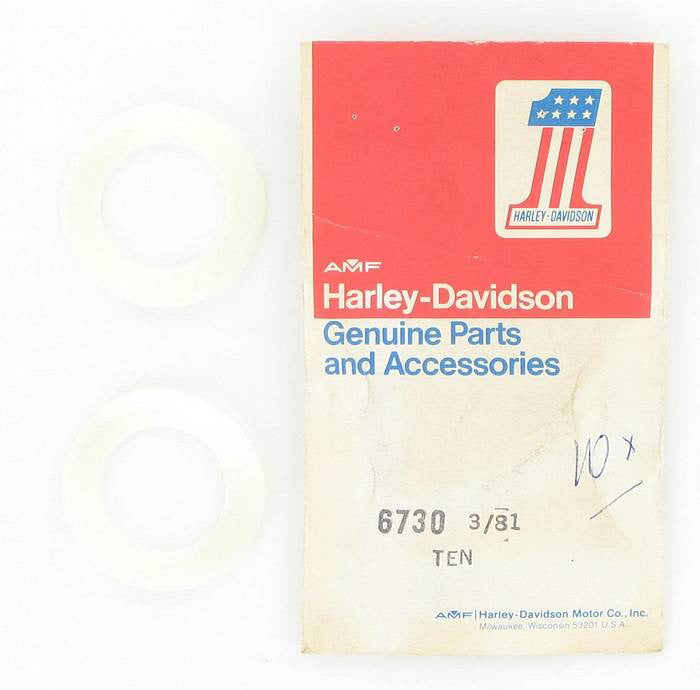 HARLEY-DAVIDSON
AMF
Harley-Davidson
Genuine Parts
and Accessories
10 x
6730 3/81
TEN
AMF | Harley-Davidson Motor Co., Inc.
Milwaukee, Wisconsin 53201 U.S.A.